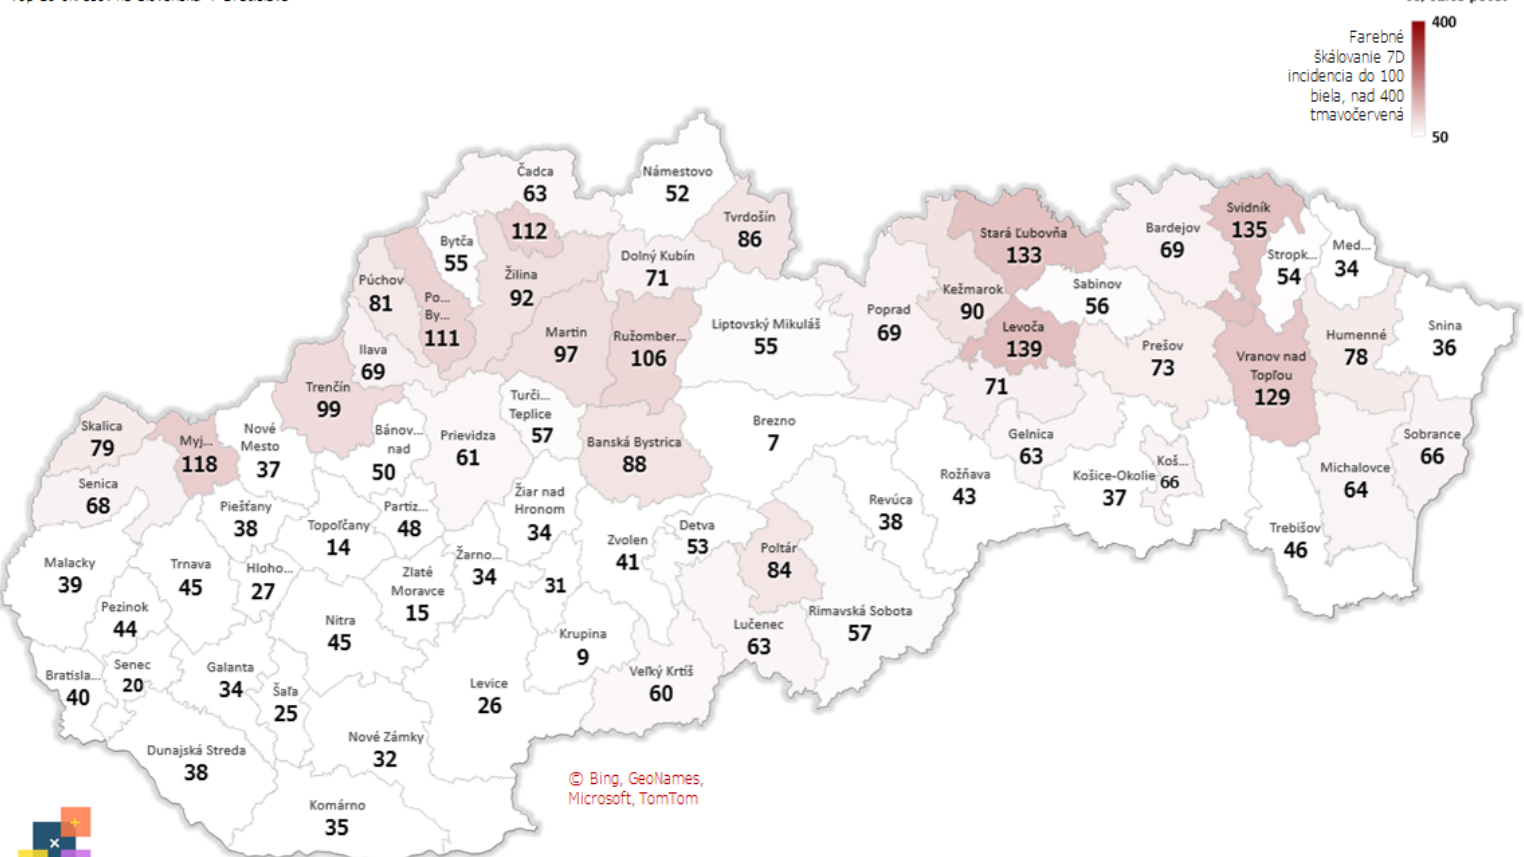 400
Farebné
škálovanie 7D
incidencia do 100
biela, nad 400
tmavočervená
50
Čadca
63
Námestovo
52
112
Tvrdošín
86
Bytča
55
Dolný Kubín
71
Žilina
92
Púchov
81
Po...
By...
111
Martin
97
Ružomber...
106
Liptovský Mikuláš
55
Ilava
69
Trenčín
99
Poprad
69
Kežmarok
90
Stará Ľubovňa
133
Levoča
139
Sabinov
56
Bardejov
69
Svidník
135
Stropk...
54
Med...
34
Prešov
73
Vranov nad
Topľou
129
Humenné
78
Snina
36
71
Skalica
79
Myj...
118
Nové
Mesto
37
Bánov...
nad
50
Prievidza
61
Turči...
Teplice
57
Banská Bystrica
88
Brezno
7
Gelnica
63
Košice-Okolie
37
Koš...
66
Michalovce
64
Sobrance
66
Senica
68
Piešťany
38
Topoľčany
14
Partiz...
48
Žiar nad
Hronom
34
Zvolen
41
Detva
53
Revúca
38
Rožňava
43
Trebišov
46
Malacky
39
Trnava
45
Hloho...
27
Zlaté
Moravce
15
Žarno...
34
31
Poltár
84
Pezinok
44
Nitra
45
Krupina
9
Lučenec
63
Rimavská Sobota
57
Bratisla...
40
Senec
20
Galanta
34
Šaľa
25
Levice
26
Veľký Krtíš
60
Dunajská Streda
38
Nové Zámky
32
Komárno
35
© Bing, GeoNames,
Microsoft, TomTom